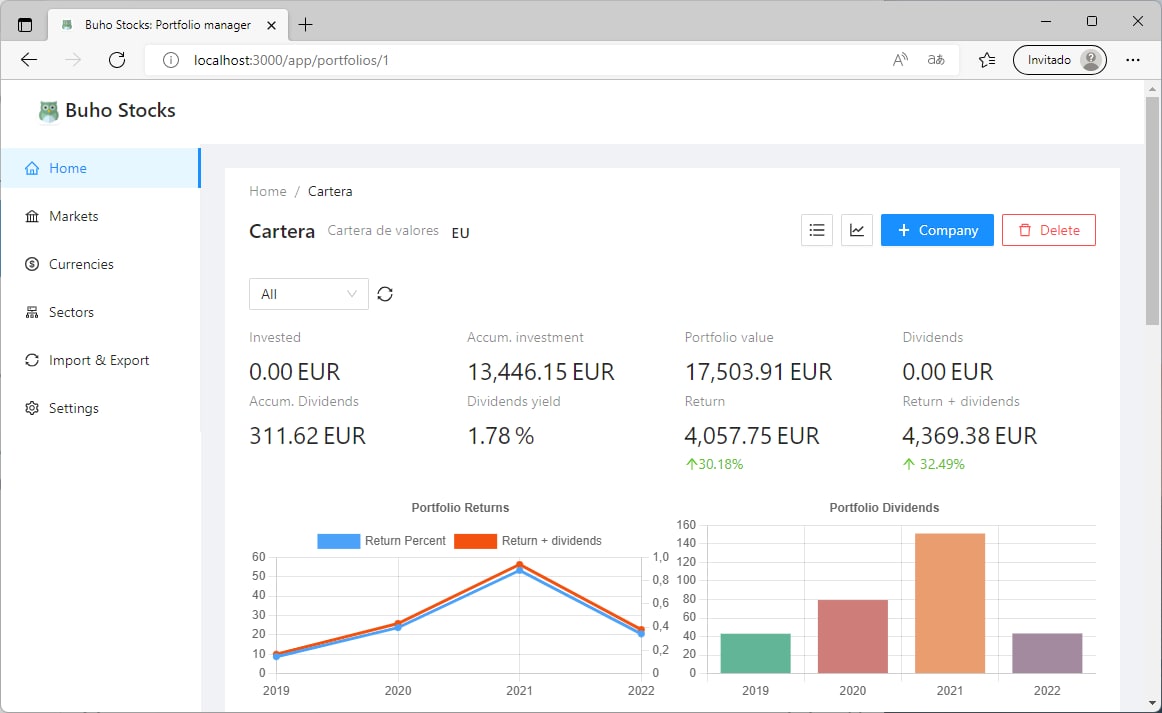 Buho Stocks: Portfolio manager
localhost:3000/app/portfolios/1
Invitado
Buho Stocks
Home
Markets
Currencies
Sectors
Import & Export
Settings
Home / Cartera
Cartera Cartera de valores EU
+ Company
Delete
All
Invested Accum. investment Portfolio value Dividends
0.00 EUR 13,446.15 EUR 17,503.91 EUR 0.00 EUR
Accum. Dividends Dividends yield Return Return + dividends
311.62 EUR 1.78 % 4,057.75 EUR 4,369.38 EUR
30.18% 32.49%
Portfolio Returns
Return Percent Return + dividends
60 1,0
50 0,8
40 0,6
30
20 0,4
10 0,2
0 0
2019 2020 2021 2022
Portfolio Dividends
160
140
120
100
80
60
40
20
0
2019 2020 2021 2022